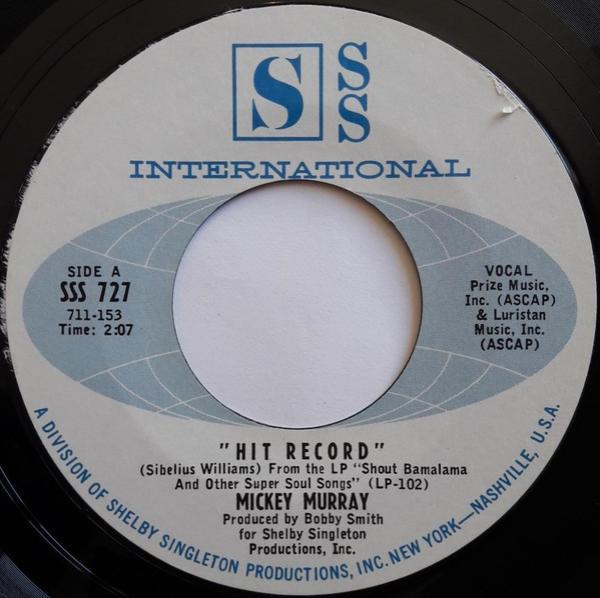 S S
S
INTERNATIONAL
SIDE A
SSS 727
711-153
Time: 2:07
VOCAL
Prize Music,
Inc. (ASCAP)
& Luristan
Music, Inc.
(ASCAP)
"HIT RECORD"
(Sibelius Williams) From the LP "Shout Bamalama
And Other Super Soul Songs" (LP-102)
MICKEY MURRAY
Produced by Bobby Smith
for Shelby Singleton
Productions, Inc.
A DIVISION OF SHELBY SINGLETON PRODUCTIONS, INC. NEW YORK—NASHVILLE, U.S.A.